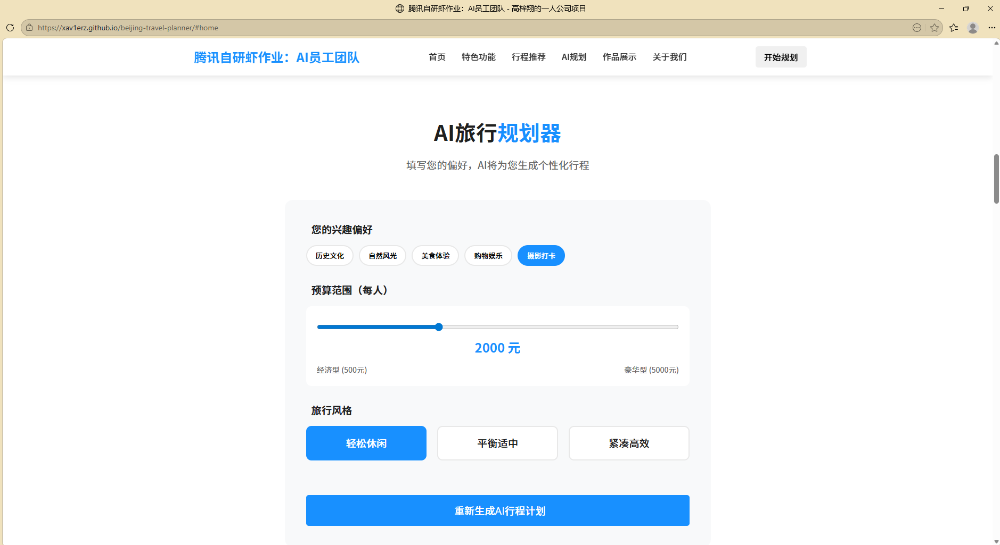 腾讯自研虾作业：AI员工团队 - 高梓翔的一人公司项目
https://xav1erz.github.io/beijing-travel-planner/#home
腾讯自研虾作业：AI员工团队
首页 特色功能 行程推荐 AI规划 作品展示 关于我们
开始规划
AI旅行规划器
填写您的偏好，AI将为您生成个性化行程
您的兴趣偏好
历史文化 自然风光 美食体验 购物娱乐 摄影打卡
预算范围（每人）
2000 元
经济型 (500元) 豪华型 (5000元)
旅行风格
轻松休闲 平衡适中 紧凑高效
重新生成AI行程计划